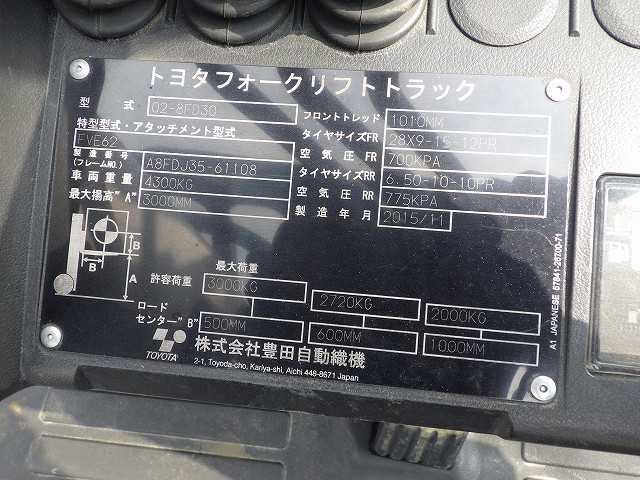 トヨタフォークリフトトラック
型 式 02-8FD30
特型型式・アタッチメント型式
FVE62
製造番号 (フレームNO.) A8FDJ35-61108
車両重量 4300KG
最大揚高"A" 3000MM
フロントトレッド 1010MM
タイヤサイズFR 28X9-15-12PR
空気圧FR 700KPA
タイヤサイズRR 6.50-10-10PR
空気圧RR 775KPA
製造年月 2015/11
B
B
A
最大荷重
許容荷重 3000KG 2720KG 2000KG
ロード
センター"B" 500MM 600MM 1000MM
TOYOTA
株式会社豊田自動織機
2-1, Toyoda-cho, Kariya-shi, Aichi 448-8671 Japan
A1 JAPANESE 57841-26700-71